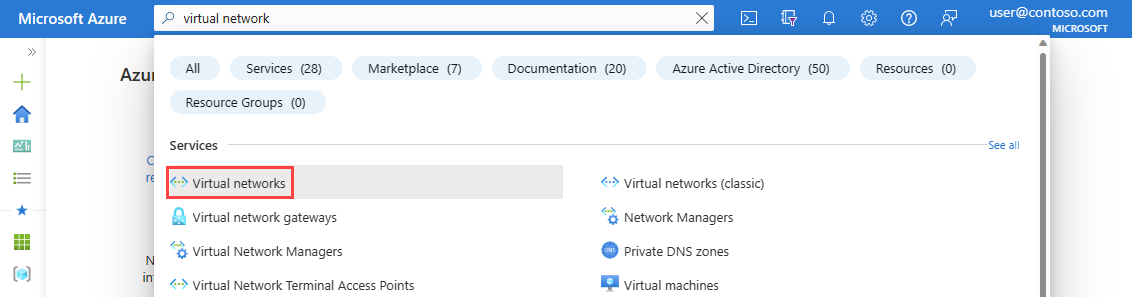 Microsoft Azure
virtual network
user@contoso.com
MICROSOFT
Azur
All
Services (28)
Marketplace (7)
Documentation (20)
Azure Active Directory (50)
Resources (0)
Resource Groups (0)
Services
See all
Virtual networks
Virtual networks (classic)
Virtual network gateways
Network Managers
Virtual Network Managers
DNS
Private DNS zones
Virtual Network Terminal Access Points
Virtual machines